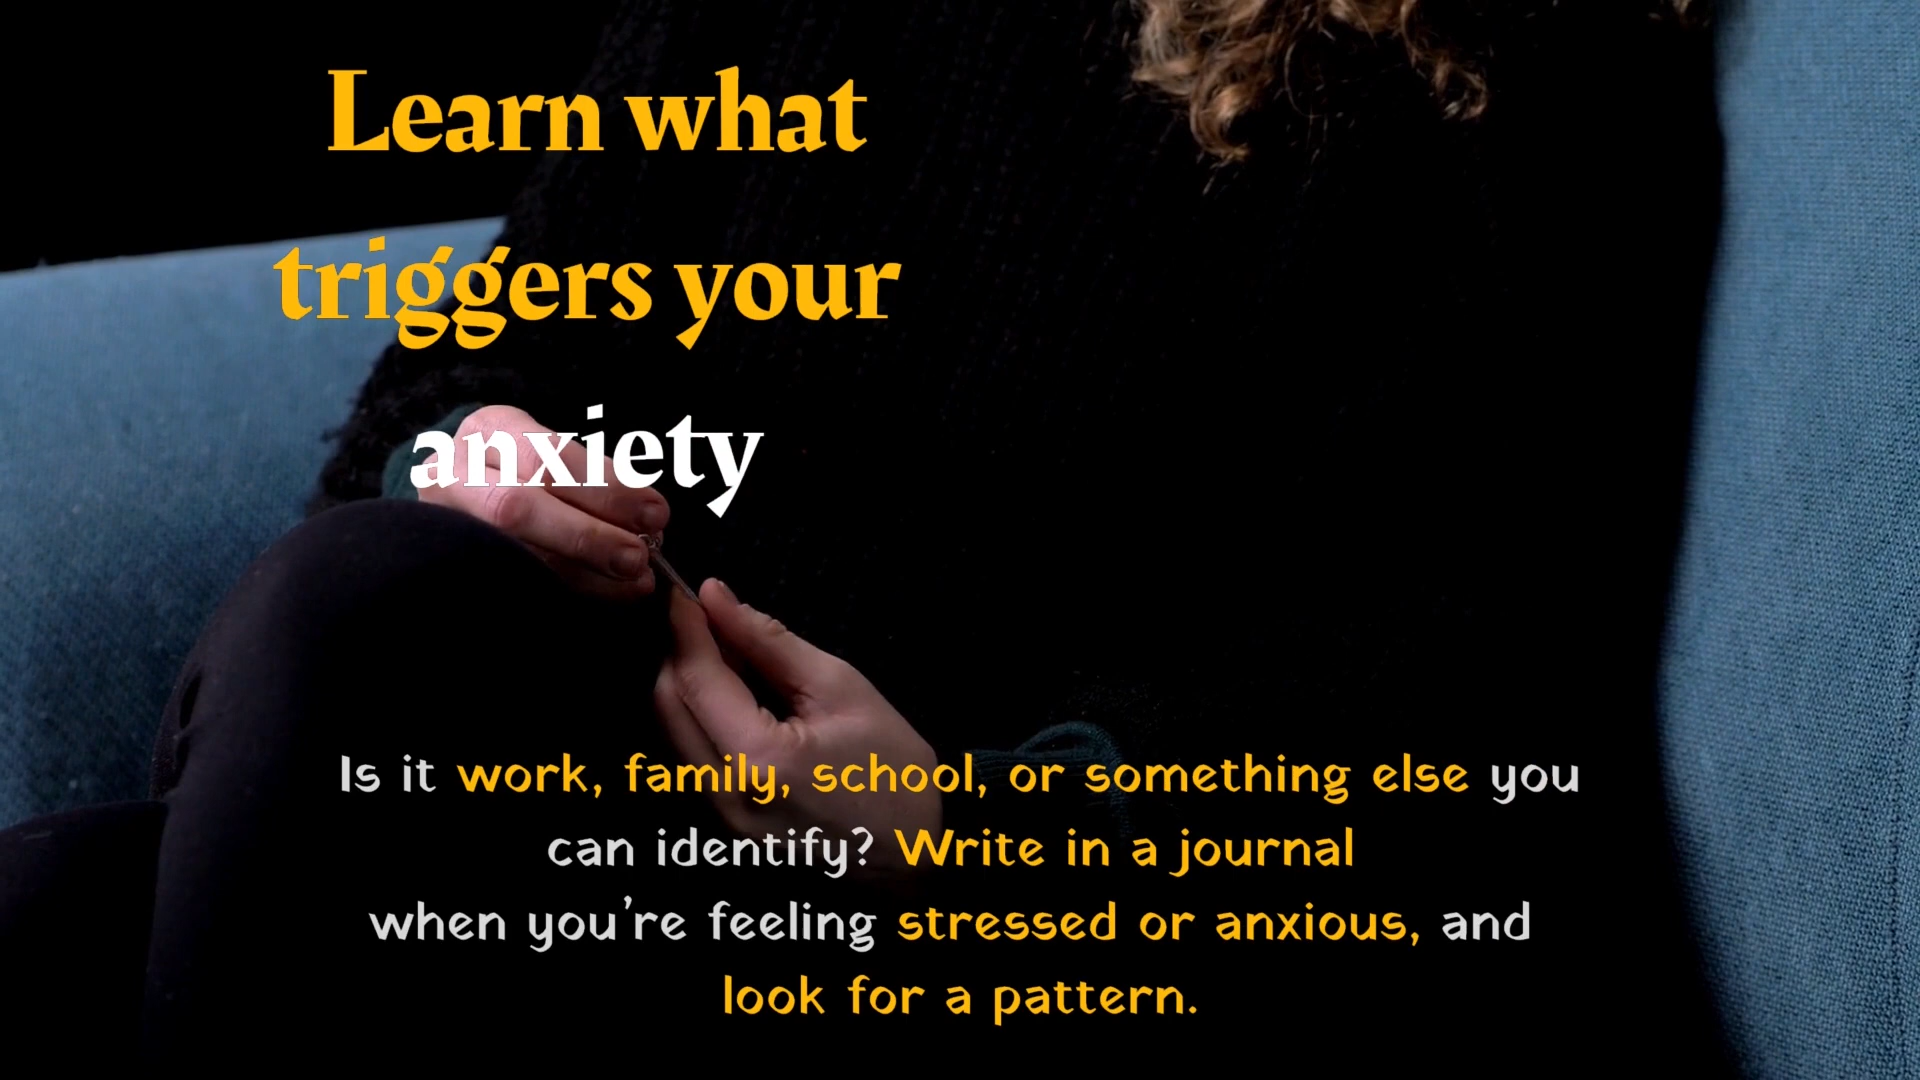 Learn what
triggers your
anxiety
Is it work, family, school, or something else you
can identify? Write in a journal
when you're feeling stressed or anxious, and
look for a pattern.